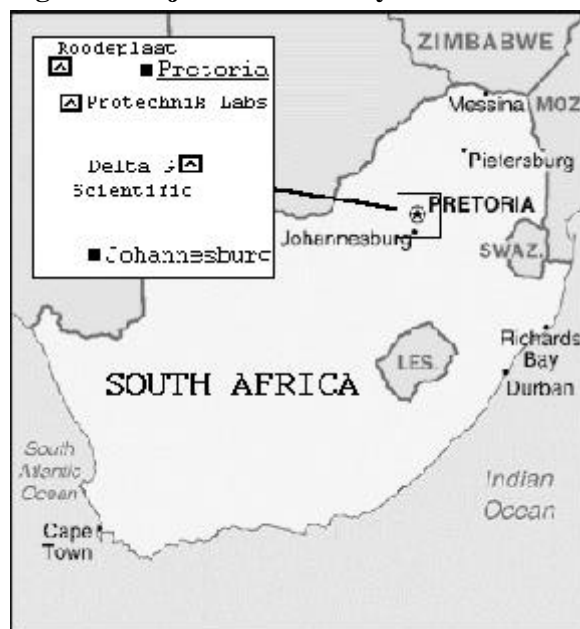 Roodeplaat
Pretoria
Protechnik Labs
Delta G
Scientific
Johannesburg
ZIMBABWE
Messina
MOZ
Pietersburg
PRETORIA
Johannesburg
SWAZ.
Richards
Bay
LES.
Durban
SOUTH AFRICA
South
Atlantic
Ocean
Indian
Ocean
Cape
Town